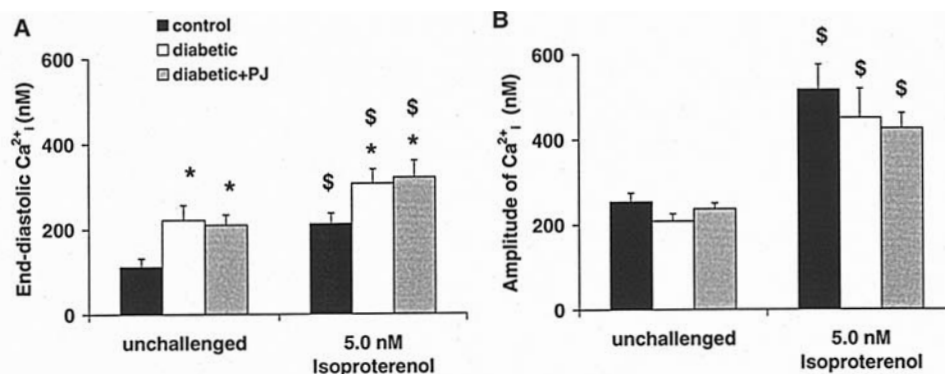 A
control
diabetic
diabetic+PJ
End-diastolic Ca²⁺ᵢ (nM)
600
400
200
0
*
*
$
$
*
$
*
unchallenged
5.0 nM
Isoproterenol
B
Amplitude of Ca²⁺ᵢ (nM)
600
400
200
0
$
$
$
unchallenged
5.0 nM
Isoproterenol